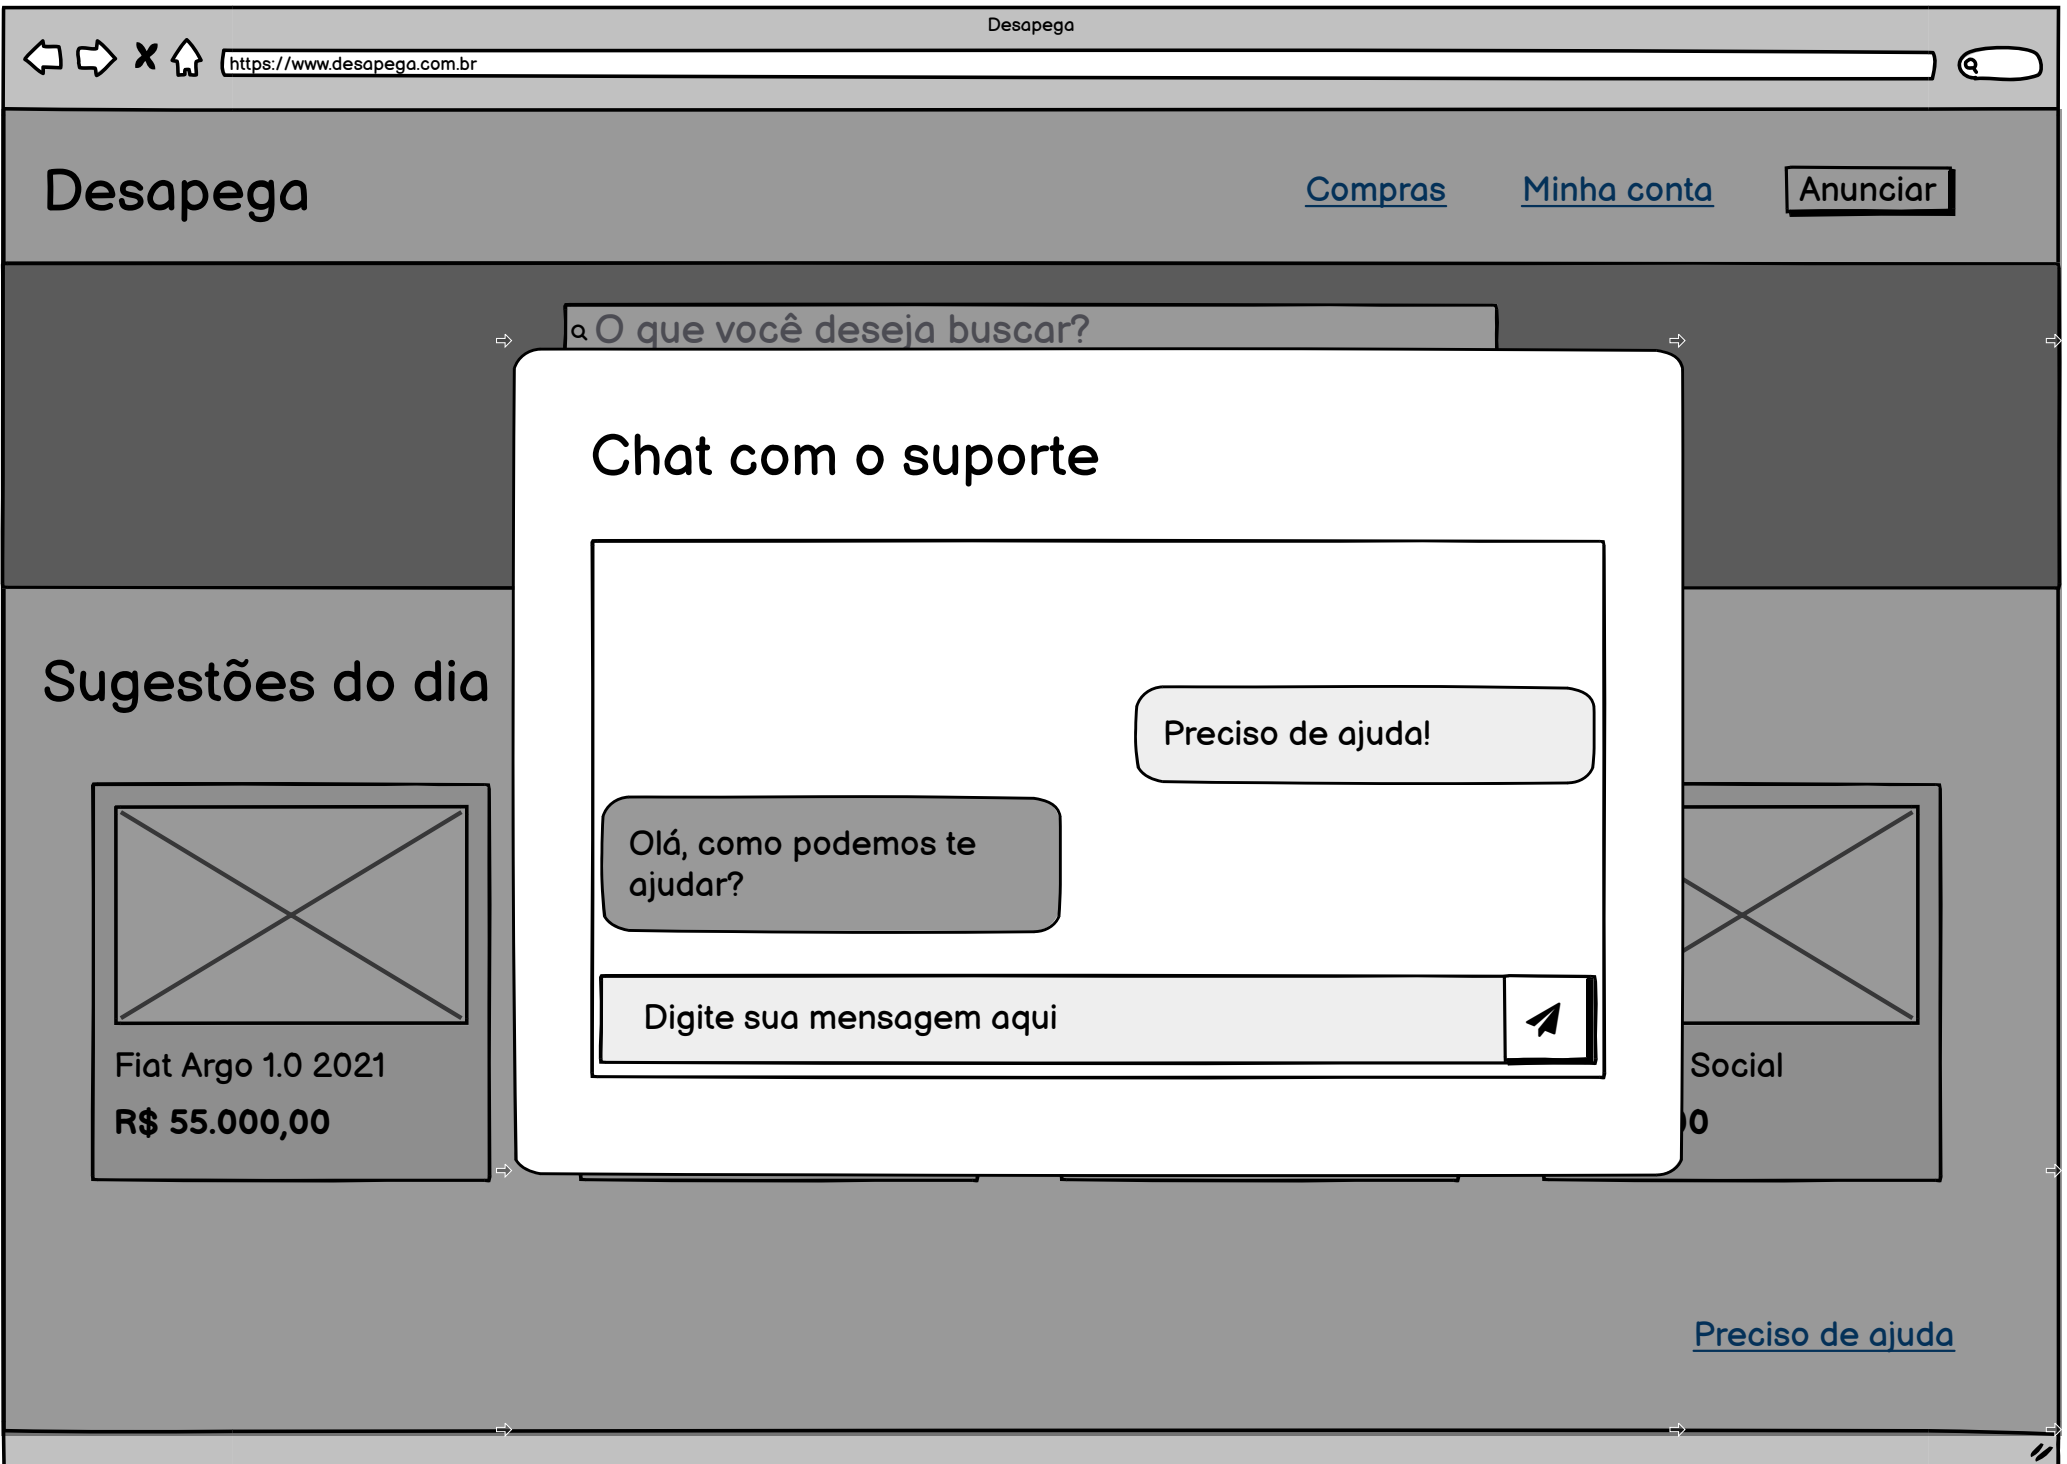 Desapega
https://www.desapega.com.br
Desapega
Compras
Minha conta
Anunciar
O que você deseja buscar?
Chat com o suporte
Sugestões do dia
Preciso de ajuda!
Olá, como podemos te
ajudar?
Digite sua mensagem aqui
Fiat Argo 1.0 2021
R$ 55.000,00
Social
00
Preciso de ajuda